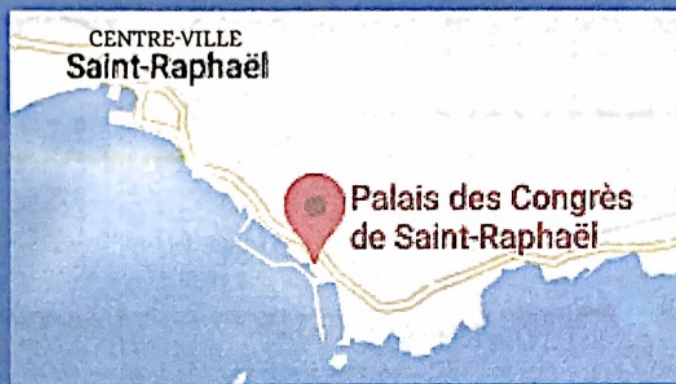 CENTRE-VILLE
Saint-Raphaël
Palais des Congrès
de Saint-Raphaël